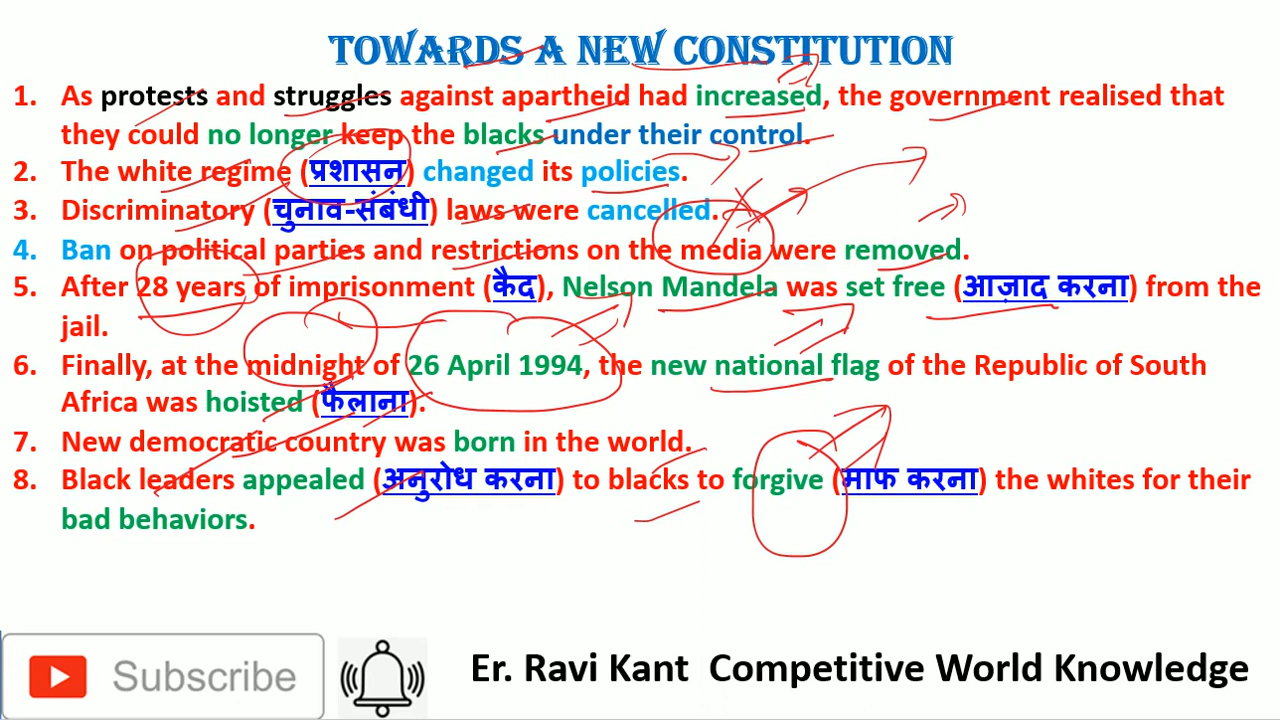 TOWARDS A NEW CONSTITUTION
1. As protests and struggles against apartheid had increased, the government realised that
they could no longer keep the blacks under their control.
2. The white regime (प्रशासन) changed its policies.
3. Discriminatory (चुनाव-संबंधी) laws were cancelled.
4. Ban on political parties and restrictions on the media were removed.
5. After 28 years of imprisonment (कैद), Nelson Mandela was set free (आज़ाद करना) from the
jail.
6. Finally, at the midnight of 26 April 1994, the new national flag of the Republic of South
Africa was hoisted (फैलाना).
7. New democratic country was born in the world.
8. Black leaders appealed (अनुरोध करना) to blacks to forgive (माफ करना) the whites for their
bad behaviors.
Subscribe
Er. Ravi Kant Competitive World Knowledge